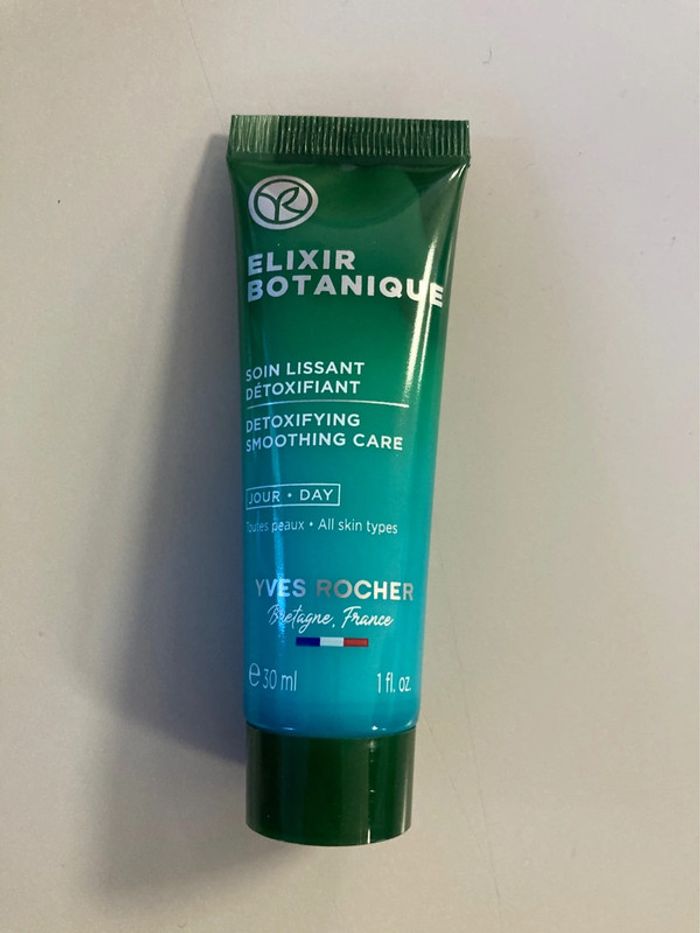 YR
ELIXIR
BOTANIQUE
SOIN LISSANT
DÉTOXIFIANT
DETOXIFYING
SMOOTHING CARE
JOUR • DAY
Toutes peaux • All skin types
YVES ROCHER
Bretagne, France
e 30 ml 1 fl. oz.